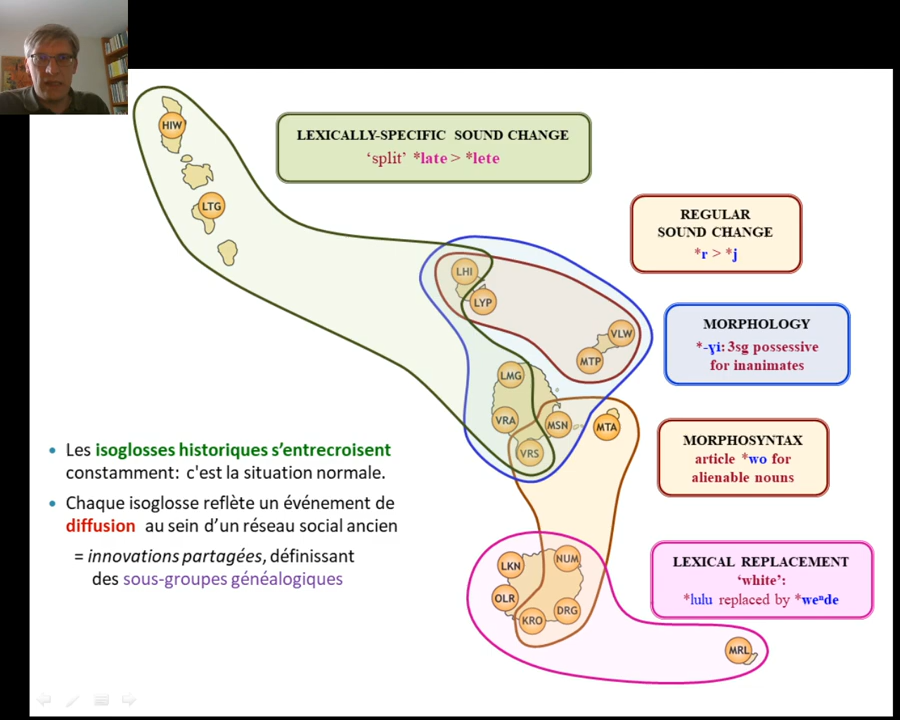 HIW
LTG
LEXICALLY-SPECIFIC SOUND CHANGE
‘split’ *late > *lete
REGULAR
SOUND CHANGE
*r > *j
LHI
LYP
VLW
MTP
MORPHOLOGY
*-ɣi: 3sg possessive
for inanimates
LMG
VRA
MSN
MTA
VRS
MORPHOSYNTAX
article *wo for
alienable nouns
• Les isoglosses historiques s’entrecroisent
constamment: c'est la situation normale.
• Chaque isoglosse reflète un événement de
diffusion au sein d’un réseau social ancien
= innovations partagées, définissant
des sous-groupes généalogiques
LKN
NUM
OLR
DRG
KRO
LEXICAL REPLACEMENT
‘white’:
*lulu replaced by *weⁿde
MRL